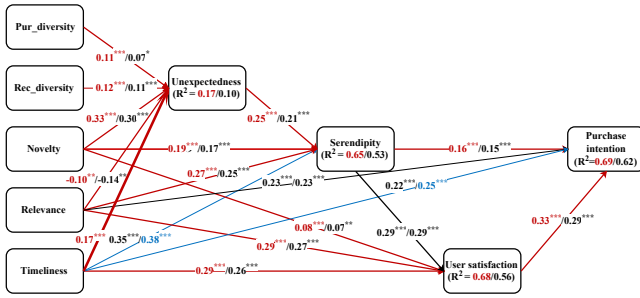 Pur_diversity
0.11***/0.07*
Rec_diversity
0.12***/0.11***
Unexpectedness
(R² = 0.17/0.10)
0.33***/0.30***
0.25***/0.21***
Novelty
0.19***/0.17***
Serendipity
(R² = 0.65/0.53)
0.16***/0.15***
Purchase
intention
(R²=0.69/0.62)
0.27***/0.25***
-0.10**/-0.14**
0.23***/0.23***
0.22***/0.25***
Relevance
0.08***/0.07**
0.33***/0.29***
0.17***
0.35***/0.38***
0.29***/0.29***
0.29***/0.27***
Timeliness
0.29***/0.26***
User satisfaction
(R² = 0.68/0.56)